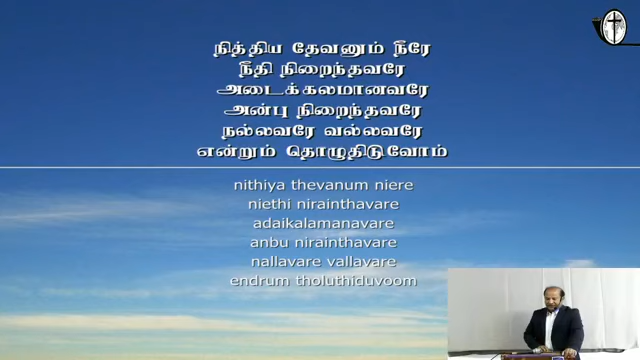 நித்திய தேவனும் நீரே
நீதி நிறைந்தவரே
அடைக்கலமானவரே
அன்பு நிறைந்தவரே
நல்லவரே வல்லவரே
என்றும் தொழுதிடுவோம்
nithiya thevanum niere
niethi nirainthavare
adaikalamanavare
anbu nirainthavare
nallavare vallavare
endrum tholuthiduvoom